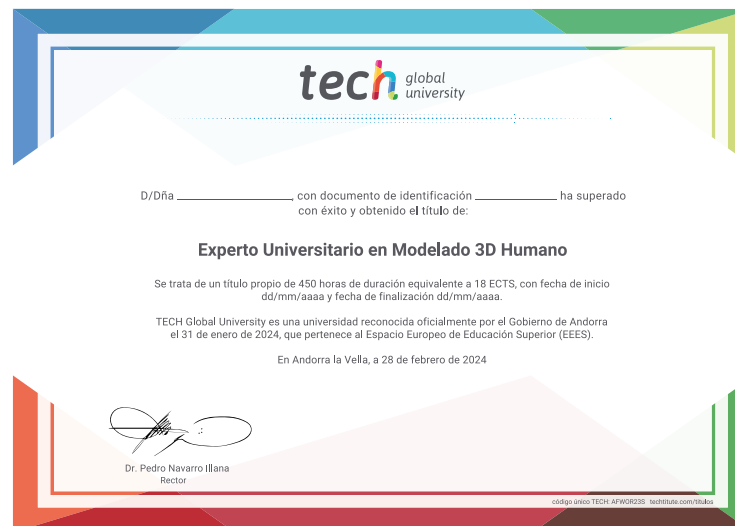 tech global university
D/Dña ____________, con documento de identificación ____________ ha superado
con éxito y obtenido el título de:
Experto Universitario en Modelado 3D Humano
Se trata de un título propio de 450 horas de duración equivalente a 18 ECTS, con fecha de inicio
dd/mm/aaaa y fecha de finalización dd/mm/aaaa.
TECH Global University es una universidad reconocida oficialmente por el Gobierno de Andorra
el 31 de enero de 2024, que pertenece al Espacio Europeo de Educación Superior (EEES).
En Andorra la Vella, a 28 de febrero de 2024
Dr. Pedro Navarro Illana
Rector
código único TECH: AFWOR23S techtitute.com/titulos